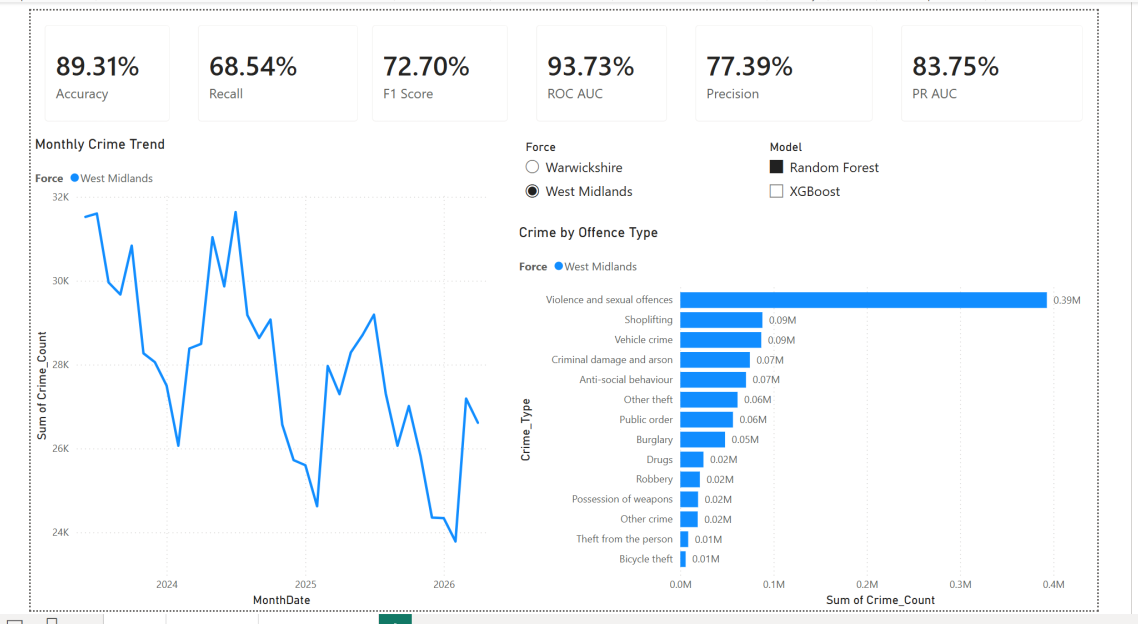 89.31%
Accuracy
68.54%
Recall
72.70%
F1 Score
93.73%
ROC AUC
77.39%
Precision
83.75%
PR AUC
Monthly Crime Trend
Force West Midlands
32K
30K
28K
26K
24K
Sum of Crime_Count
2024 2025 2026
MonthDate
Force
Warwickshire
West Midlands
Model
Random Forest
XGBoost
Crime by Offence Type
Force West Midlands
Crime_Type
Violence and sexual offences 0.39M
Shoplifting 0.09M
Vehicle crime 0.09M
Criminal damage and arson 0.07M
Anti-social behaviour 0.07M
Other theft 0.06M
Public order 0.06M
Burglary 0.05M
Drugs 0.02M
Robbery 0.02M
Possession of weapons 0.02M
Other crime 0.02M
Theft from the person 0.01M
Bicycle theft 0.01M
0.0M 0.1M 0.2M 0.3M 0.4M
Sum of Crime_Count